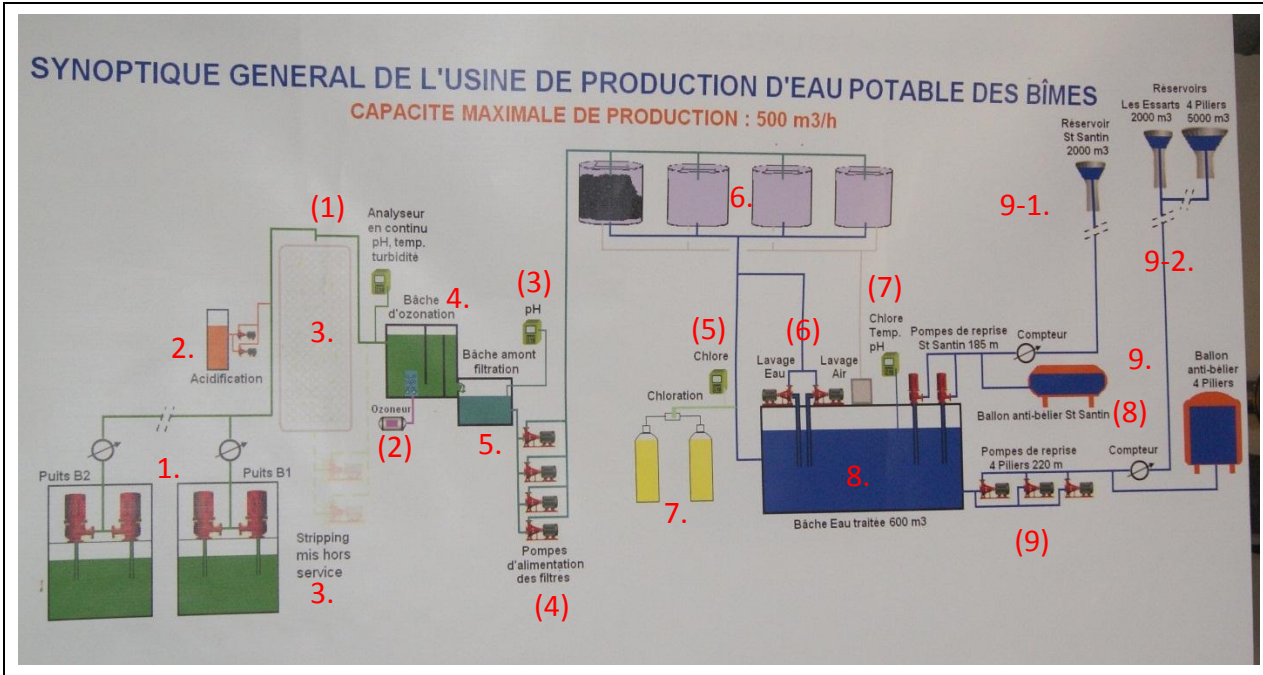 SYNOPTIQUE GENERAL DE L'USINE DE PRODUCTION D'EAU POTABLE DES BÎMES
CAPACITE MAXIMALE DE PRODUCTION : 500 m3/h
Réservoirs
Les Essarts
2000 m3
4 Piliers
5000 m3
Réservoir
St Santin
2000 m3
9-1.
9-2.
(1)
Analyseur
en continu
pH, temp.
turbidité
2.
Acidification
3.
Bâche
d'ozonation
4.
Ozoneur
(2)
(3)
pH
Bâche amont
filtration
5.
6.
Puits B2
1.
Puits B1
Stripping
mis hors
service
3.
Pompes
d'alimentation
des filtres
(4)
(5)
Chlore
Chloration
7.
(6)
Lavage
Eau
Lavage
Air
(7)
Chlore
Temp.
pH
Pompes de reprise
St Santin 185 m
Compteur
9.
Ballon
anti-bélier
4 Piliers
Ballon anti-bélier St Santin
(8)
8.
Bâche Eau traitée 600 m3
Pompes de reprise
4 Piliers 220 m
Compteur
(9)